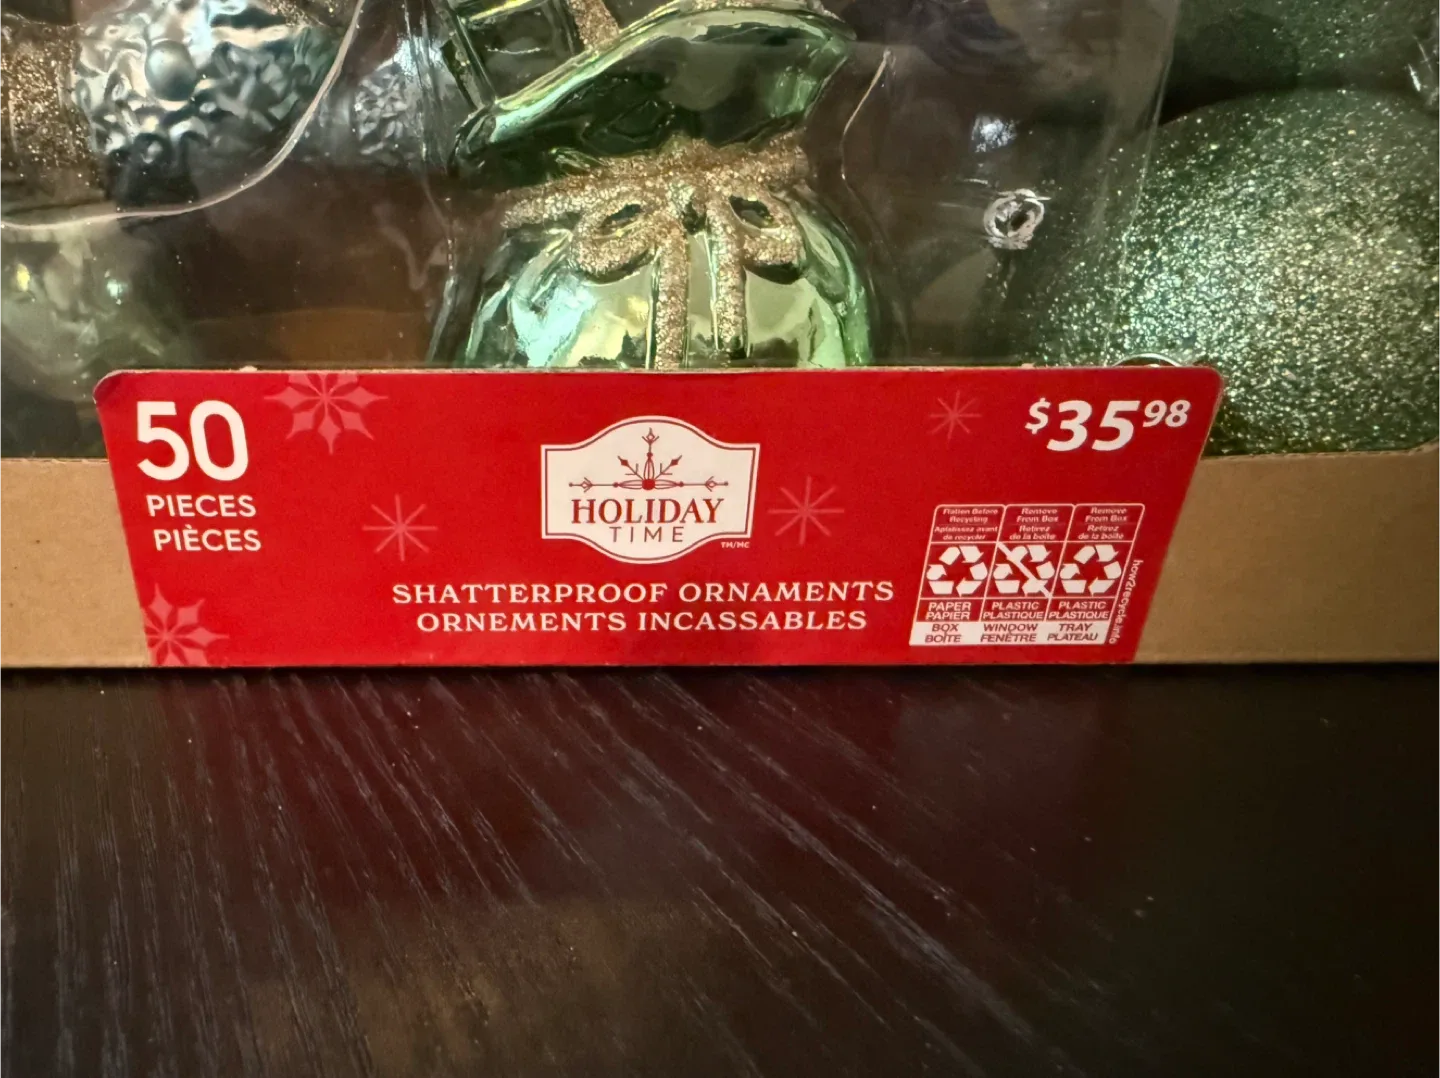 50
PIECES
PIÈCES
HOLIDAY
TIME
TM/MC
SHATTERPROOF ORNAMENTS
ORNEMENTS INCASSABLES
$35 98
Flatten Before
Recycling
Aplatissez avant
de recycler
PAPER
PAPIER
BOX
BOÎTE
Remove
From Box
Retirez
de la boîte
PLASTIC
PLASTIQUE
WINDOW
FENÊTRE
Remove
From Box
Retirez
de la boîte
PLASTIC
PLASTIQUE
TRAY
PLATEAU
how2recycle.info